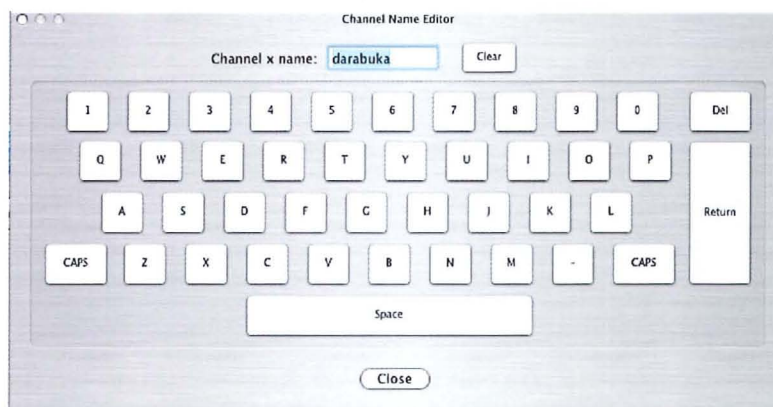 Channel Name Editor
Channel x name: darabuka Clear
1 2 3 4 5 6 7 8 9 0 Del
Q W E R T Y U I O P
A S D F G H J K L Return
CAPS Z X C V B N M - CAPS
Space
Close